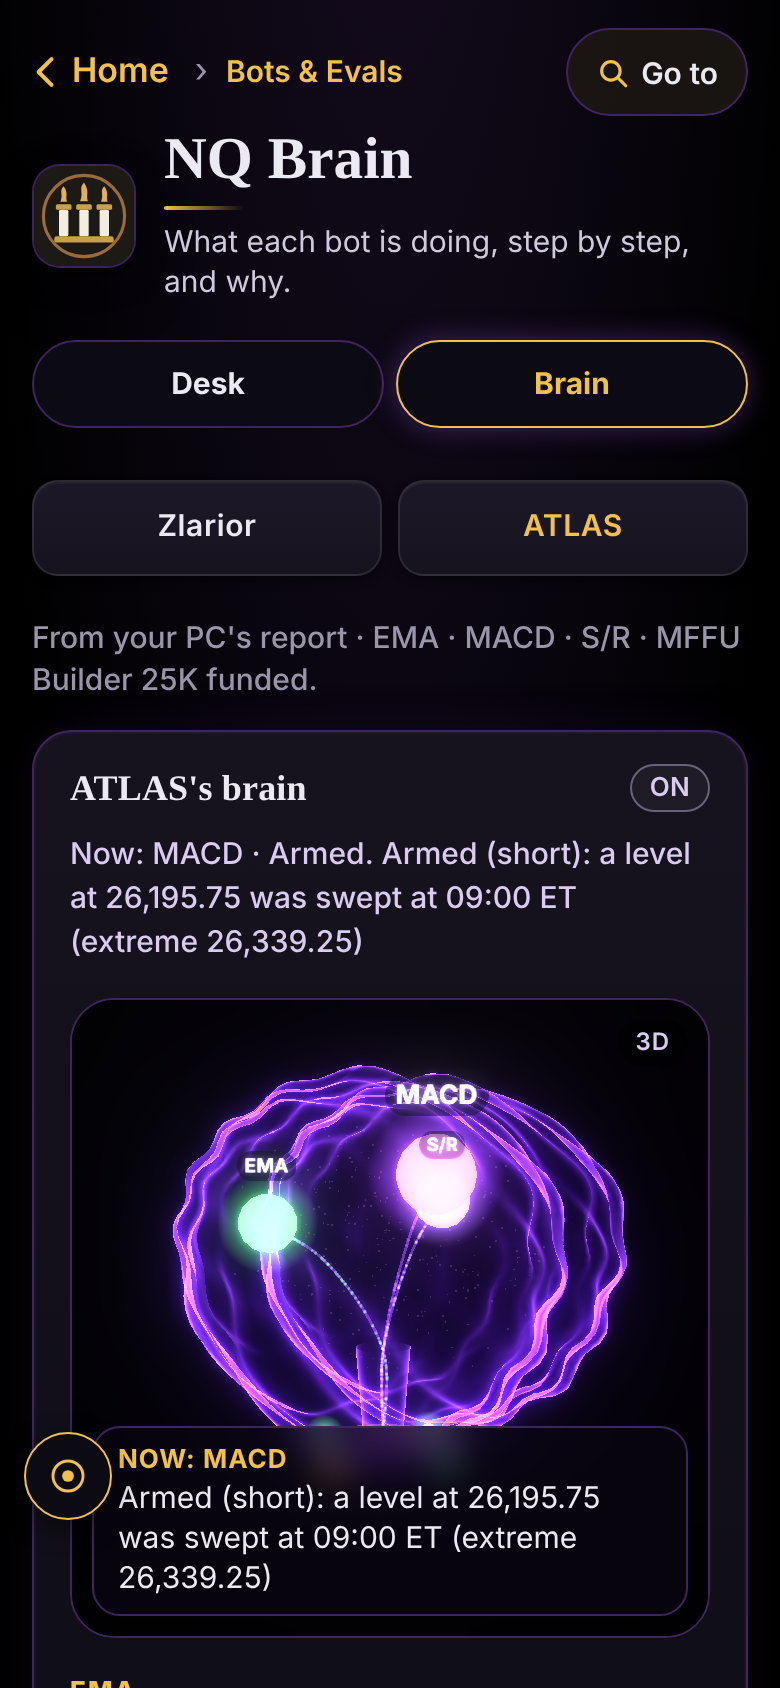 Home › Bots & Evals
Go to
NQ Brain
What each bot is doing, step by step,
and why.
Desk
Brain
Zlarior
ATLAS
From your PC's report · EMA · MACD · S/R · MFFU
Builder 25K funded.
ATLAS's brain
ON
Now: MACD · Armed. Armed (short): a level
at 26,195.75 was swept at 09:00 ET
(extreme 26,339.25)
3D
MACD
S/R
EMA
NOW: MACD
Armed (short): a level at 26,195.75
was swept at 09:00 ET (extreme
26,339.25)
EMA